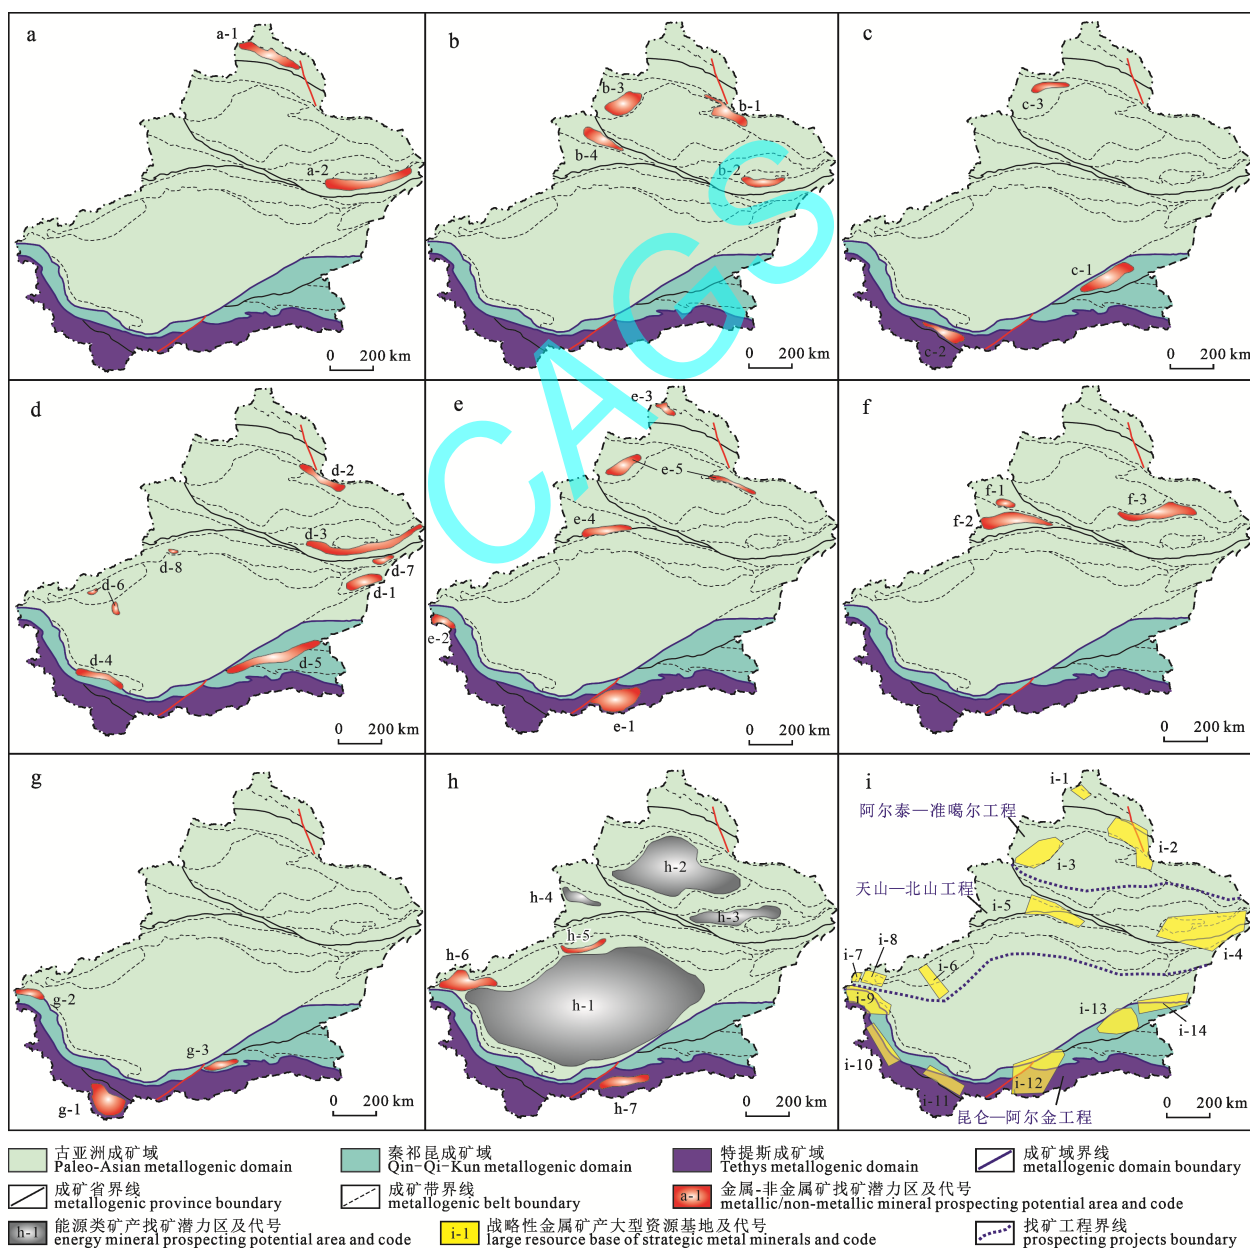 a
a-1
a-2
0 200 km
b
b-3
b-1
b-4
b-2
0 200 km
c
c-3
c-1
c-2
0 200 km
d
d-2
d-3
d-8
d-7
d-6
d-1
d-4
d-5
0 200 km
e
e-3
e-5
e-4
e-2
e-1
0 200 km
f
f-1
f-2
f-3
0 200 km
g
g-2
g-3
g-1
0 200 km
h
h-2
h-4
h-3
h-5
h-6
h-1
h-7
0 200 km
i
i-1
阿尔泰—准噶尔工程
i-2
i-3
天山—北山工程
i-5
i-4
i-8
i-7
i-6
i-9
i-13
i-14
i-10
i-12
i-11
昆仑—阿尔金工程
CAGS
古亚洲成矿域
Paleo-Asian metallogenic domain
秦祁昆成矿域
Qin-Qi-Kun metallogenic domain
特提斯成矿域
Tethys metallogenic domain
成矿域界线
metallogenic domain boundary
成矿省界线
metallogenic province boundary
成矿带界线
metallogenic belt boundary
a-1 金属-非金属矿找矿潜力区及代号
metallic/non-metallic mineral prospecting potential area and code
h-1 能源类矿产找矿潜力区及代号
energy mineral prospecting potential area and code
i-1 战略性金属矿产大型资源基地及代号
large resource base of strategic metal minerals and code
找矿工程界线
prospecting projects boundary